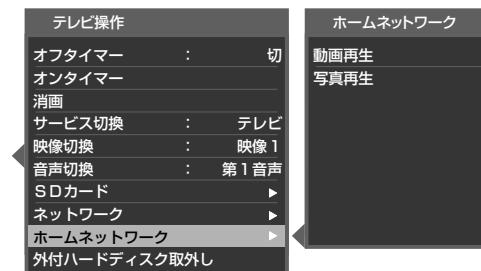 テレビ操作
オフタイマー : 切
オンタイマー
消画
サービス切換 : テレビ
映像切換 : 映像1
音声切換 : 第1音声
SDカード
ネットワーク
ホームネットワーク
外付ハードディスク取外し
ホームネットワーク
動画再生
写真再生